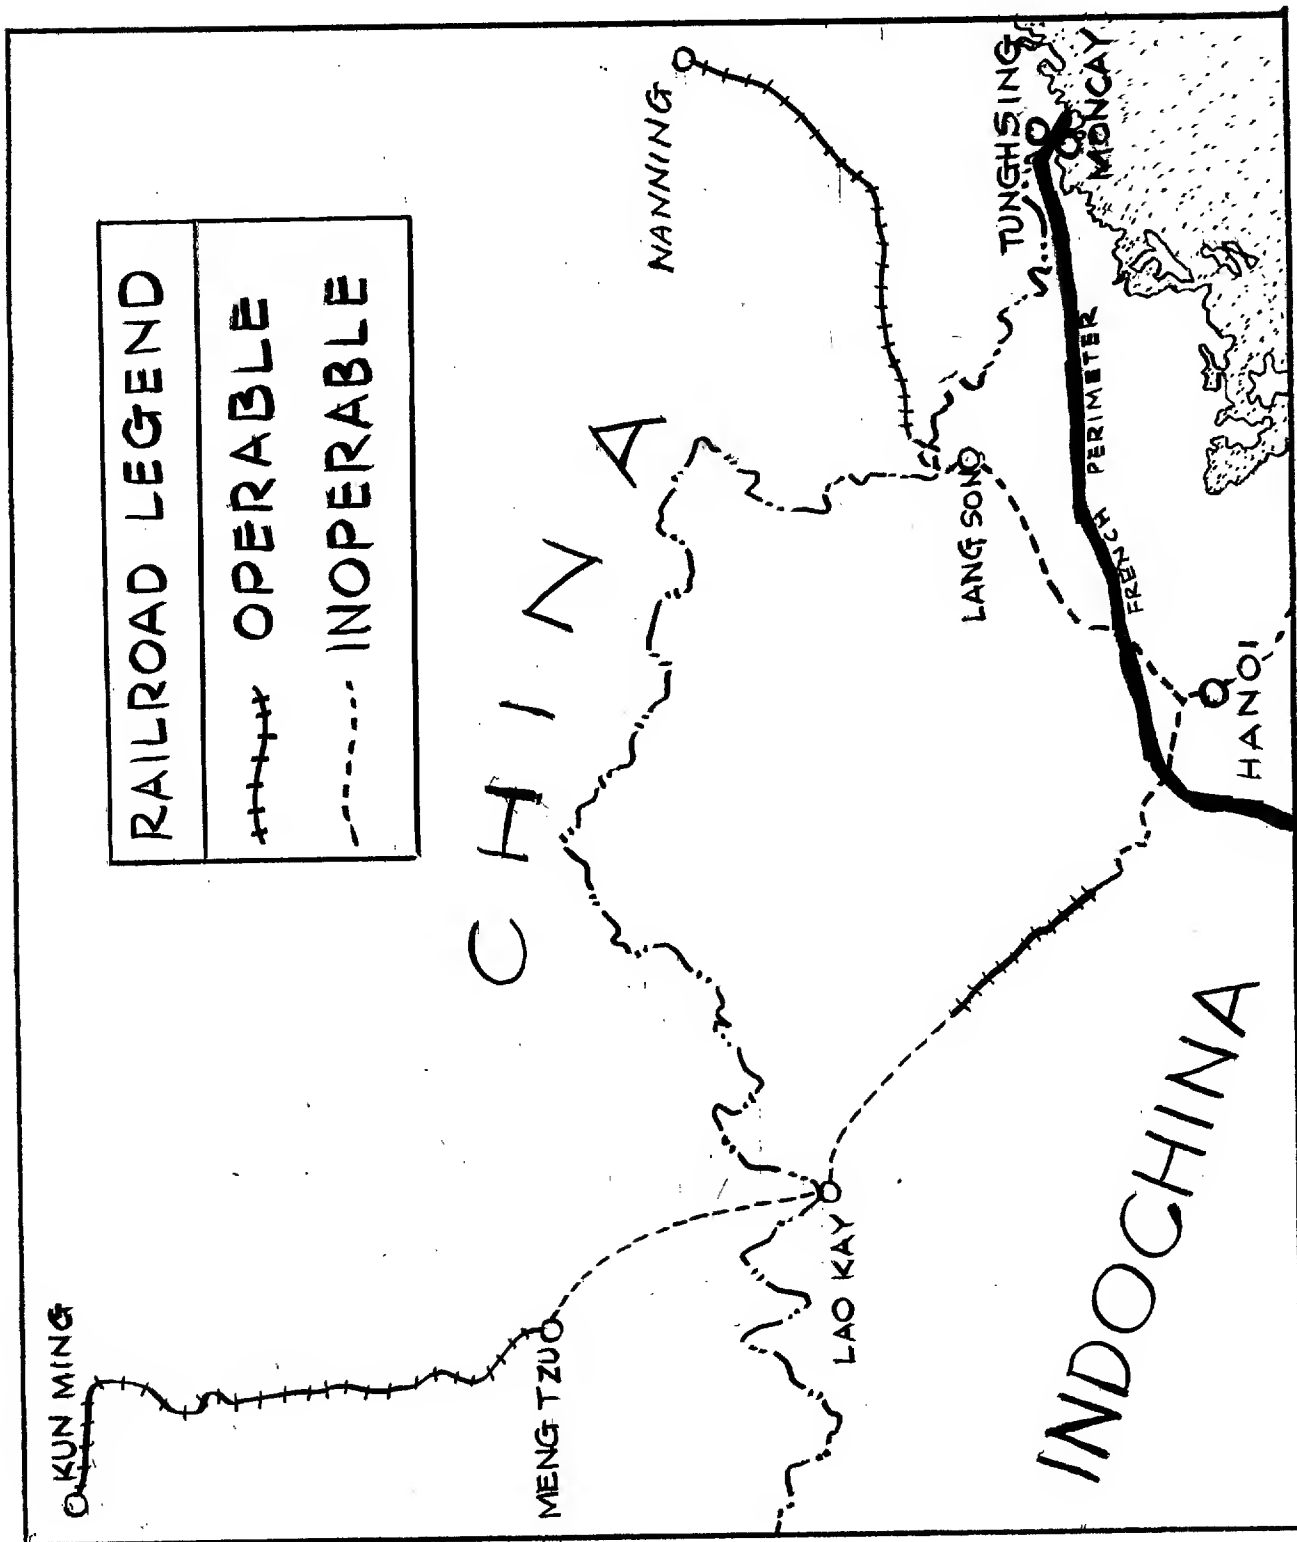 RAILROAD LEGEND
OPERABLE
INOPERABLE
KUN MING
MENG TZU
CHINA
NANNING
LAO KAY
LANG SON
TUNGHSING
MONCAY
FRENCH PERIMETER
HANOI
INDOCHINA